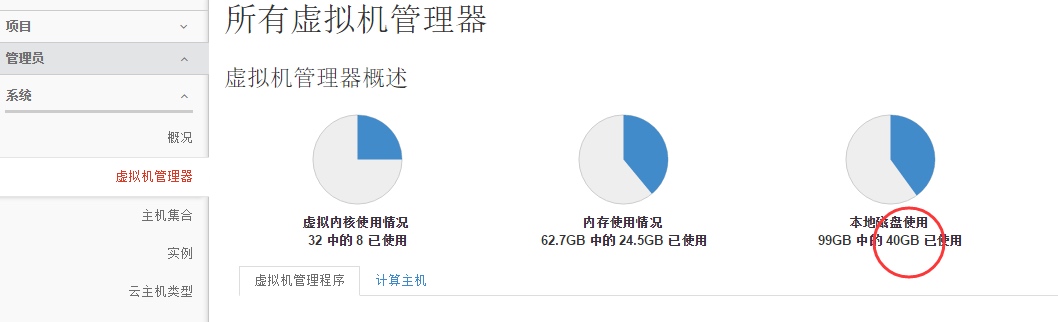 项目
管理员
系统
概况
虚拟机管理器
主机集合
实例
云主机类型
所有虚拟机管理器
虚拟机管理器概述
虚拟内核使用情况
32 中的 8 已使用
内存使用情况
62.7GB 中的 24.5GB 已使用
本地磁盘使用
99GB 中的 40GB 已使用
虚拟机管理程序
计算主机